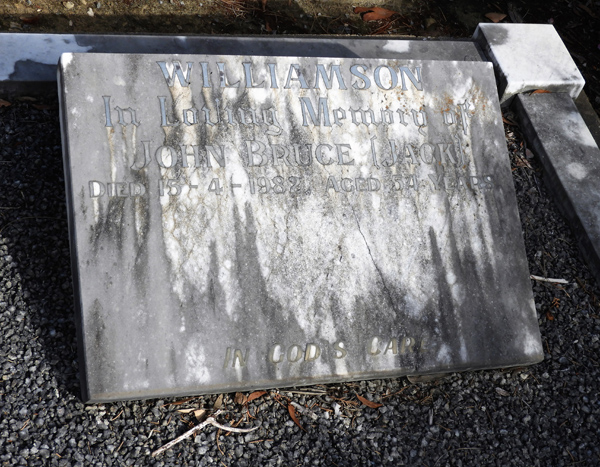 WILLIAMSON
In Loving Memory of
JOHN BRUCE (JACK)
DIED 15-4-1982. AGED 54 YEARS
IN GOD'S CARE